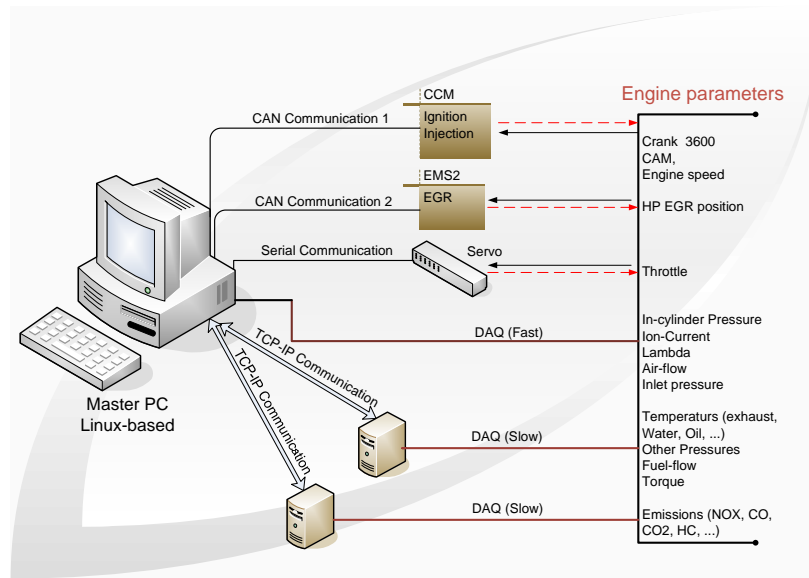 CCM
Engine parameters
CAN Communication 1
Ignition
Injection
Crank 3600
CAM,
Engine speed
EMS2
CAN Communication 2
EGR
HP EGR position
Serial Communication
Servo
Throttle
DAQ (Fast)
In-cylinder Pressure
Ion-Current
Lambda
Air-flow
Inlet pressure
TCP-IP Communication
TCP-IP Communication
Master PC
Linux-based
DAQ (Slow)
Temperaturs (exhaust,
Water, Oil, ...)
Other Pressures
Fuel-flow
Torque
DAQ (Slow)
Emissions (NOX, CO,
CO2, HC, ...)